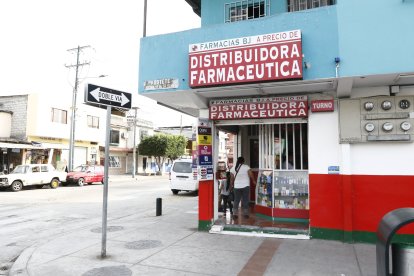 FARMACIAS BJ A PRECIO DE
DISTRIBUIDORA
FARMACEUTICA
FARMACIAS BJ A PRECIO DE
DISTRIBUIDORA
FARMACEUTICA
TURNO
DOBLE VIA